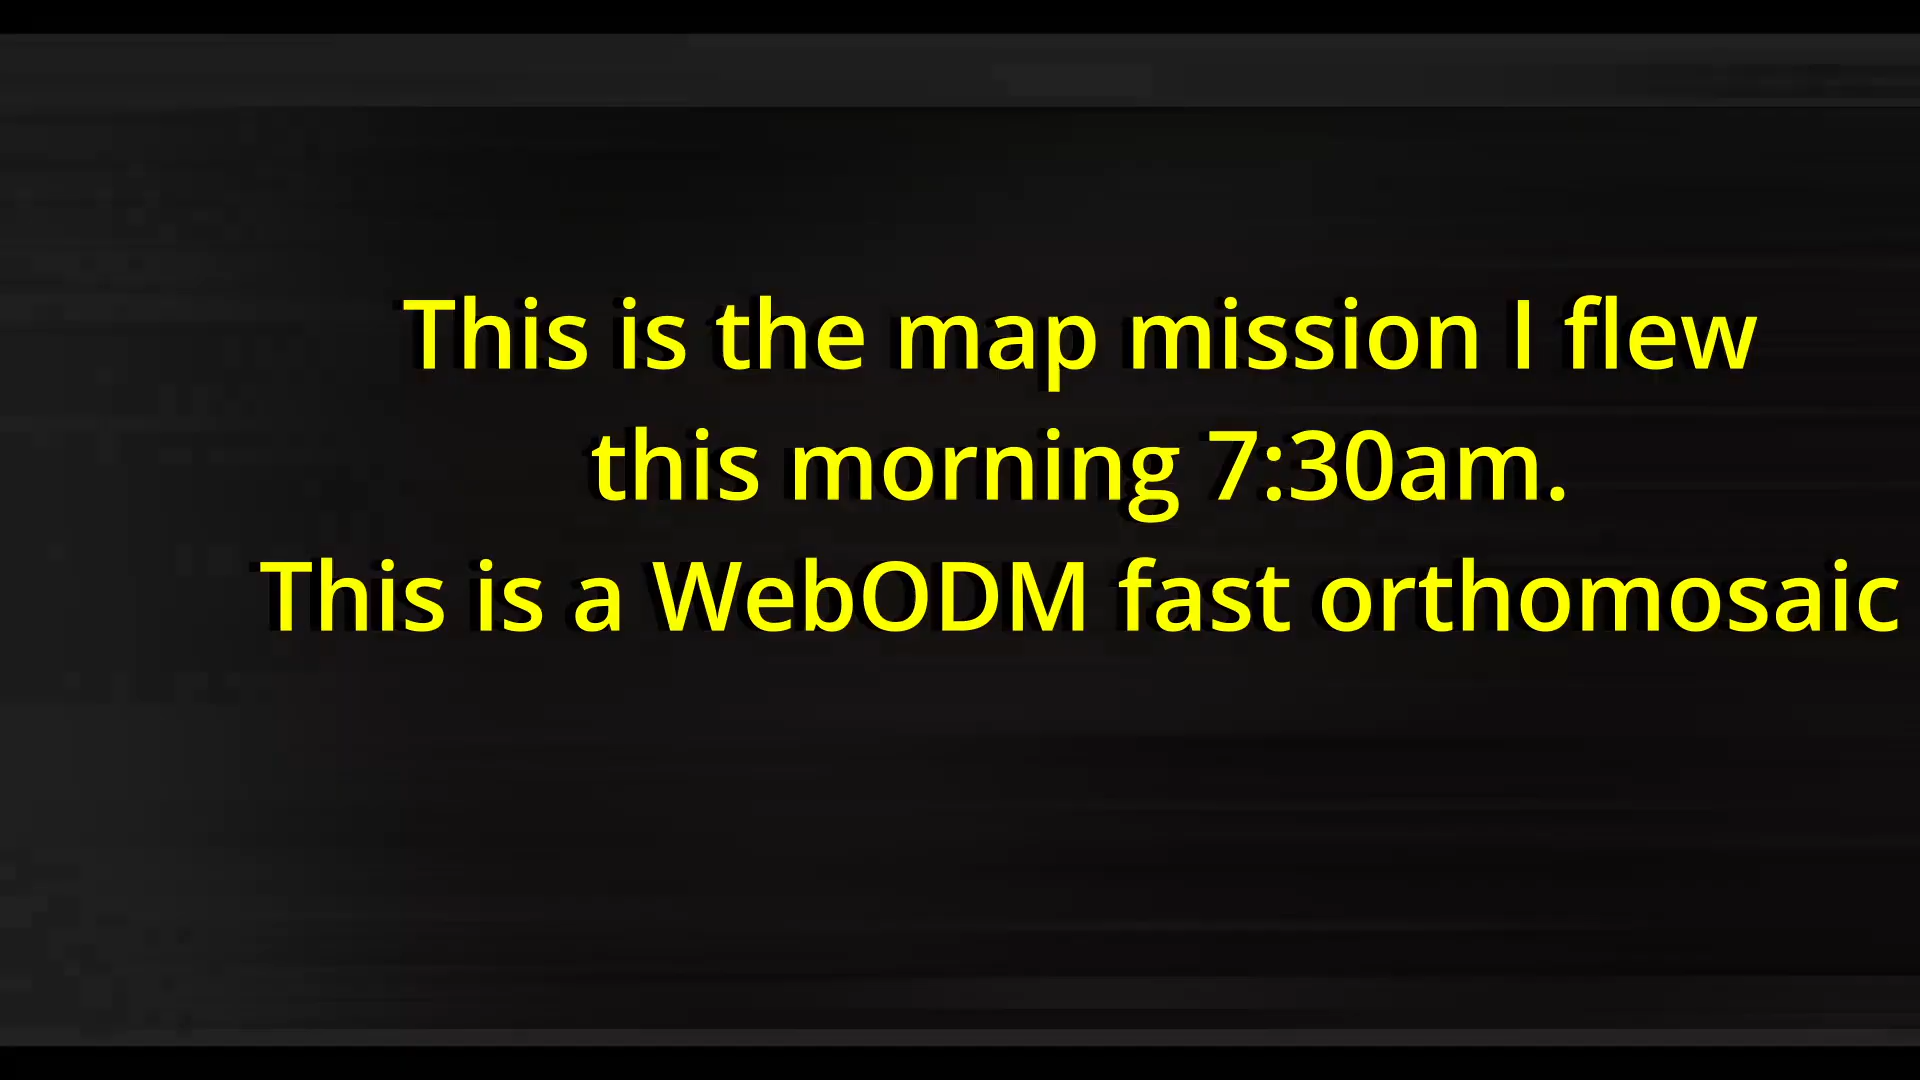 This is the map mission I flew
this morning 7:30am.
This is a WebODM fast orthomosaic